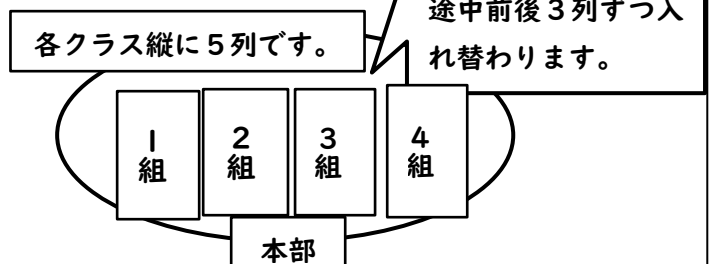 途中前後３列ずつ入
れ替わります。
各クラス縦に５列です。
１組
２組
３組
４組
本部